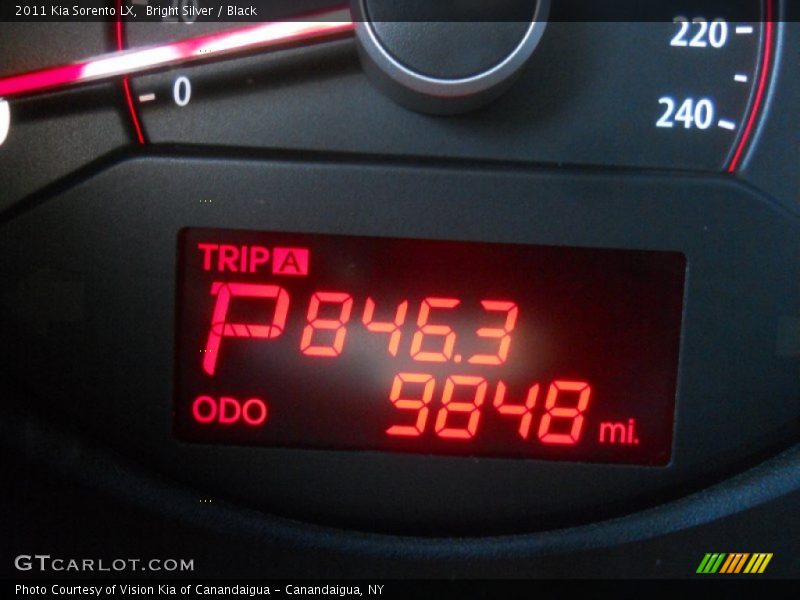 2011 Kia Sorento LX, Bright Silver / Black
0
220
240
TRIP A
P 846.3
ODO 9848 mi.
GTCARLOT.COM
Photo Courtesy of Vision Kia of Canandaigua - Canandaigua, NY